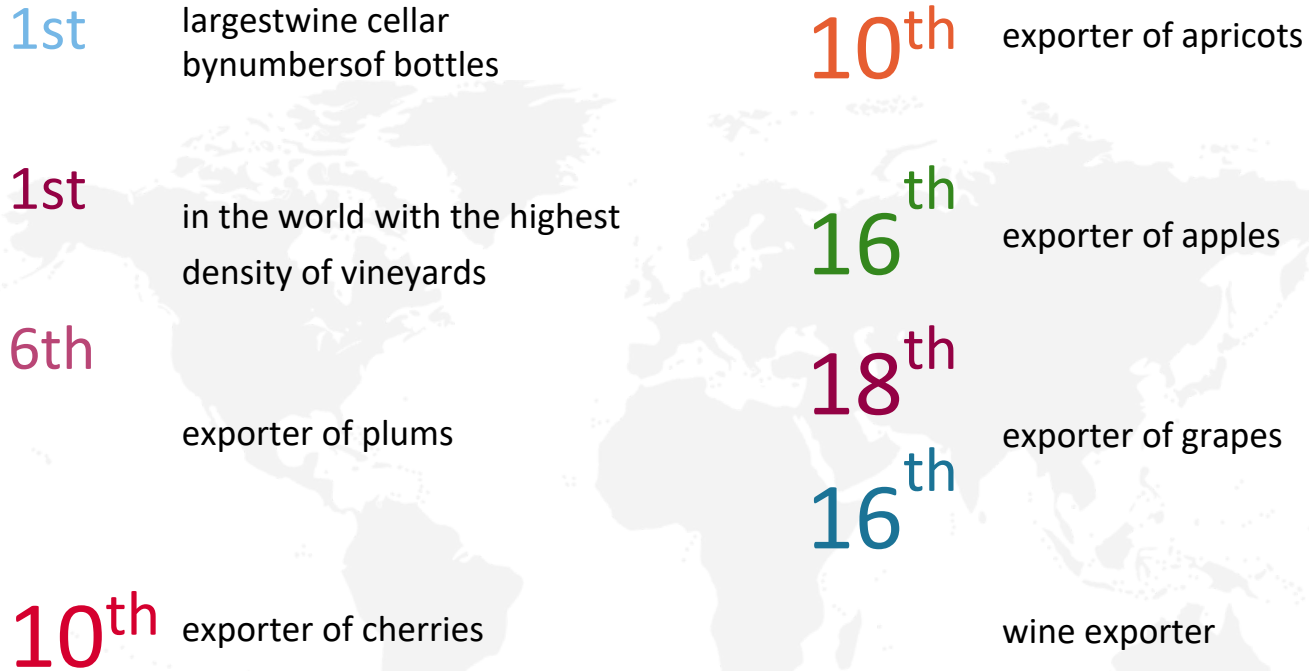 1st
largestwine cellar
bynumbersof bottles
1st
in the world with the highest
density of vineyards
6th
exporter of plums
10th
exporter of cherries
10th
exporter of apricots
16th
exporter of apples
18th
exporter of grapes
16th
wine exporter